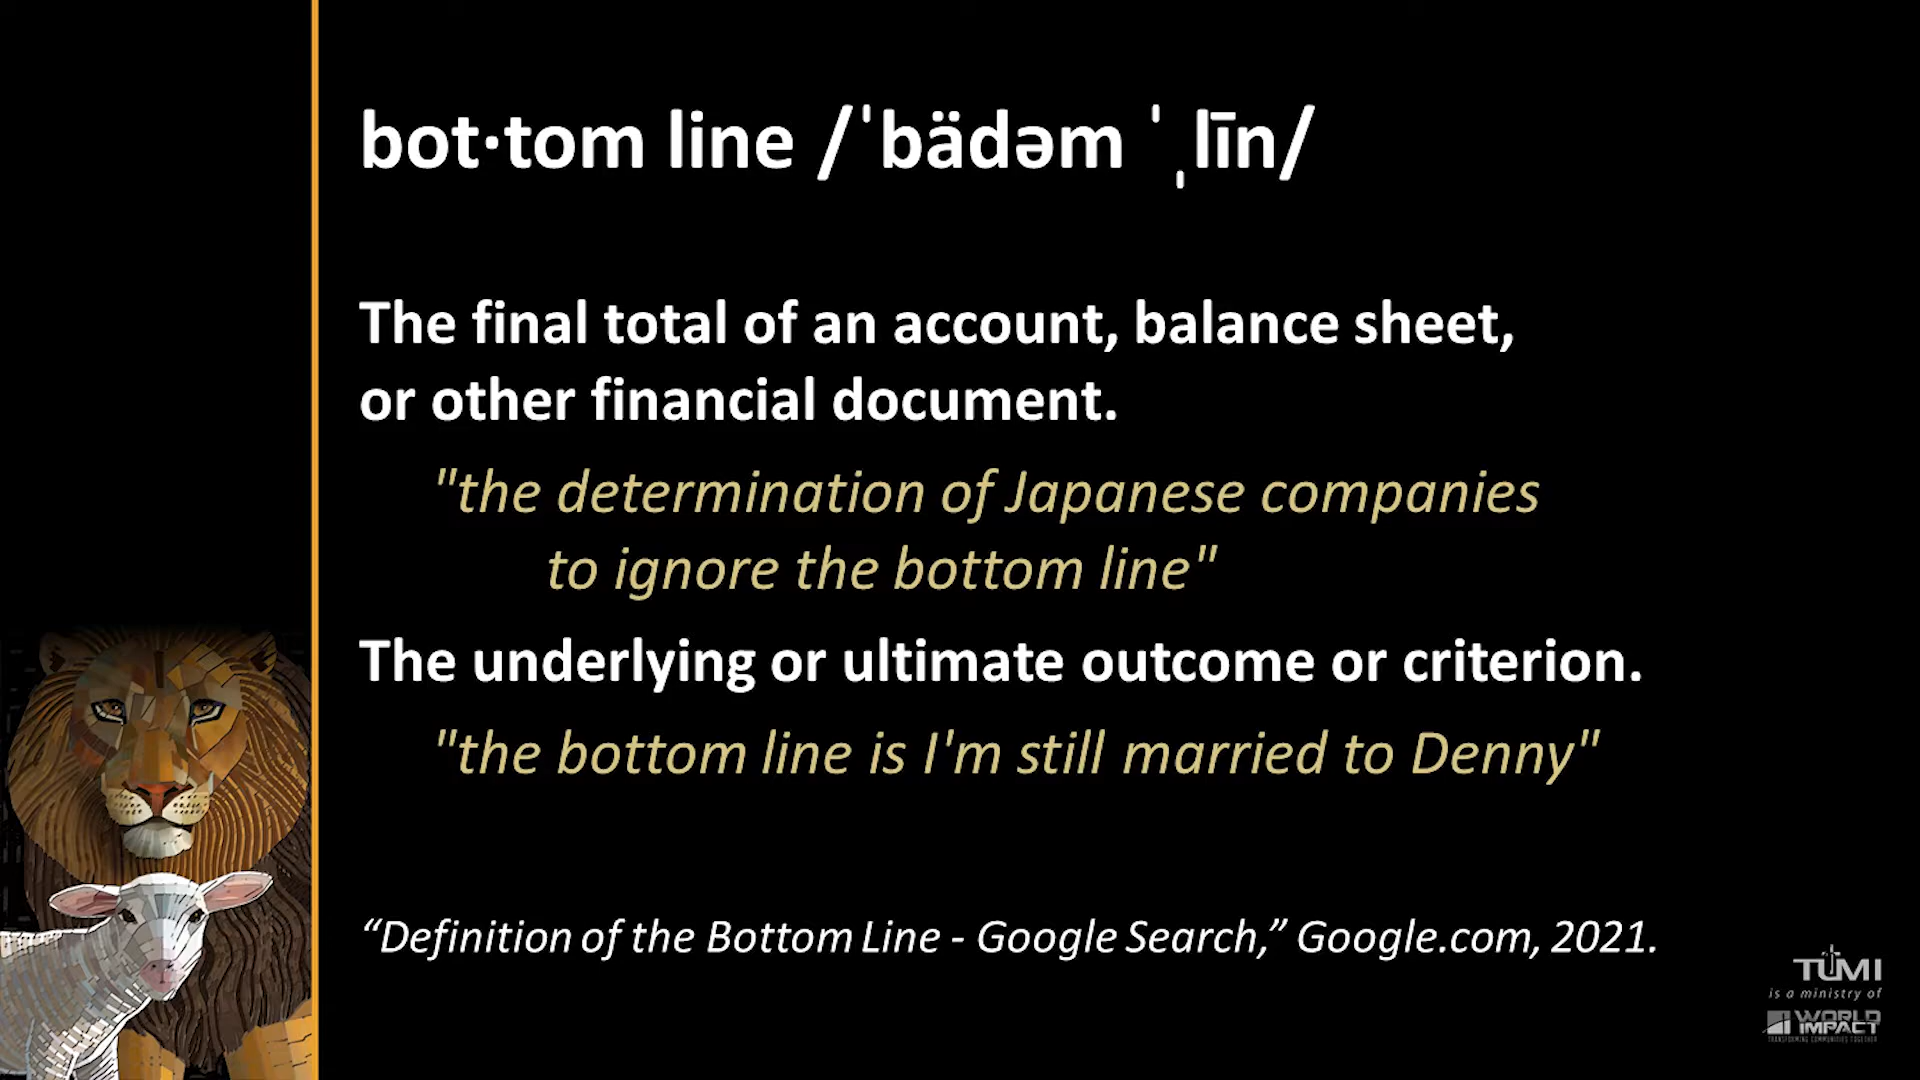 bot·tom line /ˈbädəm ˈˌlīn/
The final total of an account, balance sheet,
or other financial document.
"the determination of Japanese companies
to ignore the bottom line"
The underlying or ultimate outcome or criterion.
"the bottom line is I'm still married to Denny"
“Definition of the Bottom Line - Google Search,” Google.com, 2021.
TUMI
is a ministry of
WORLD
IMPACT
TRANSFORMING COMMUNITIES TOGETHER